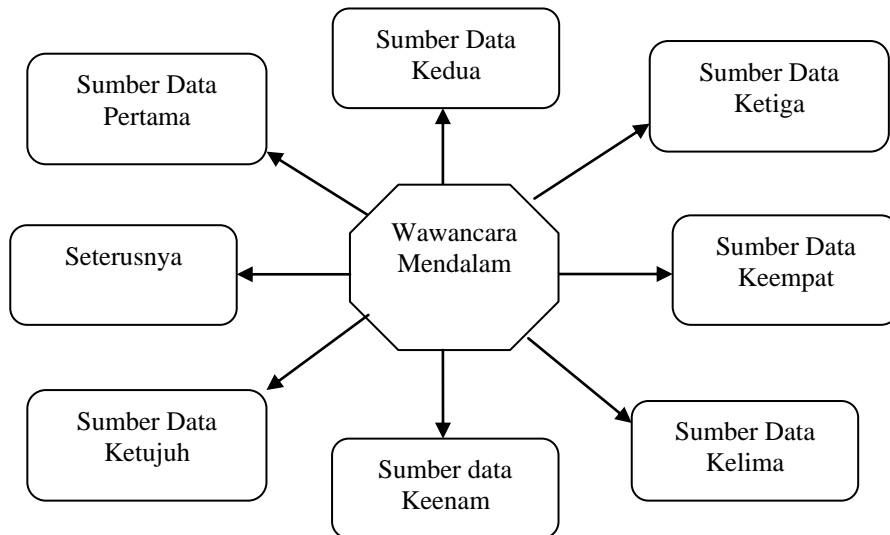 Sumber Data
Pertama
Sumber Data
Kedua
Sumber Data
Ketiga
Seterusnya
Wawancara
Mendalam
Sumber Data
Keempat
Sumber Data
Ketujuh
Sumber data
Keenam
Sumber Data
Kelima